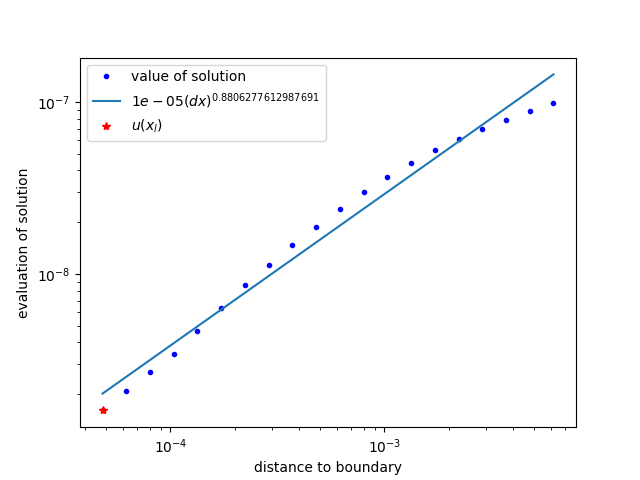 value of solution
1e − 05(dx)^0.8806277612987691
u(x_l)
10^−7
10^−8
evaluation of solution
10^−4
10^−3
distance to boundary